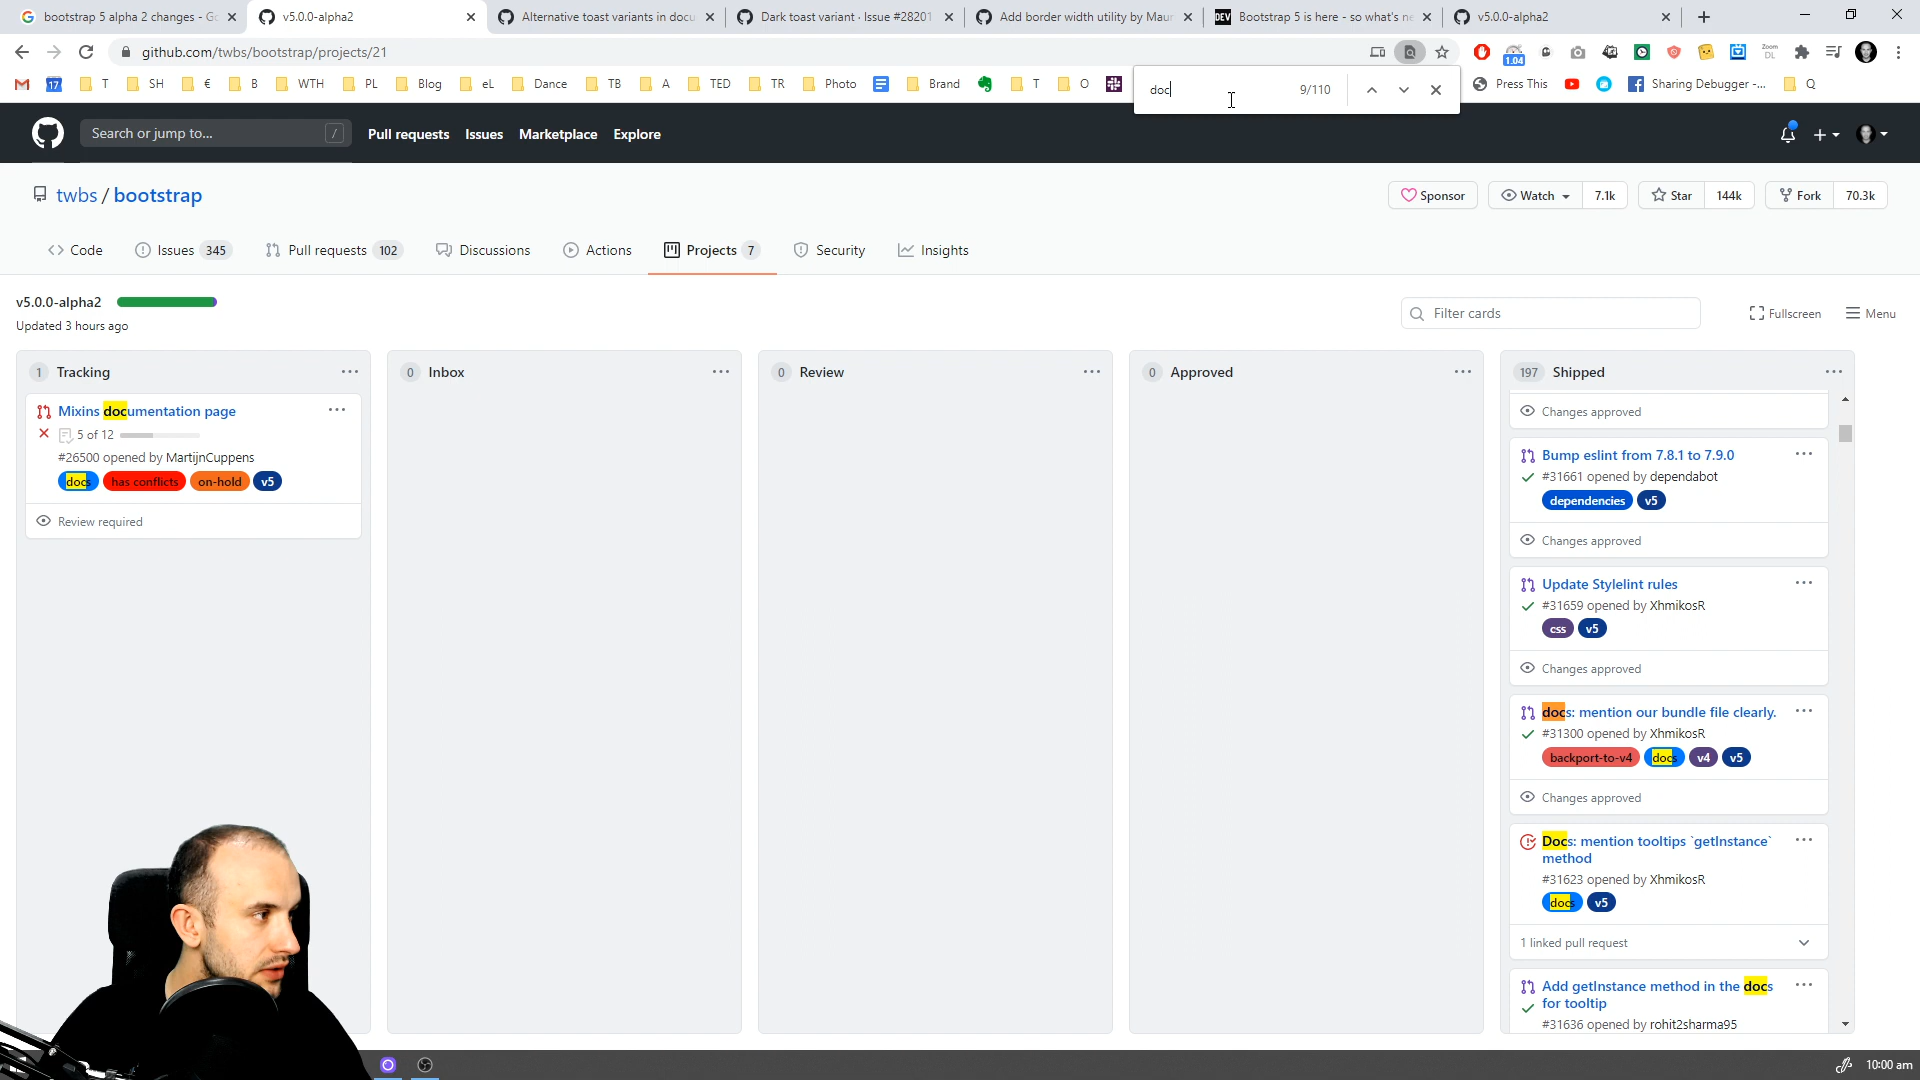 bootstrap 5 alpha 2 changes - Go
v5.0.0-alpha2
Alternative toast variants in docu
Dark toast variant · Issue #28201
Add border width utility by Maur
DEV
Bootstrap 5 is here - so what's ne
v5.0.0-alpha2
github.com/twbs/bootstrap/projects/21
1.04
Zoom
DL
17
T
SH
€
B
WTH
PL
Blog
eL
Dance
TB
A
TED
TR
Photo
Brand
T
O
Press This
Sharing Debugger -...
Q
doc
9/110
Search or jump to...
/
Pull requests
Issues
Marketplace
Explore
twbs / bootstrap
Sponsor
Watch
7.1k
Star
144k
Fork
70.3k
Code
Issues 345
Pull requests 102
Discussions
Actions
Projects 7
Security
Insights
v5.0.0-alpha2
Updated 3 hours ago
Filter cards
Fullscreen
Menu
1 Tracking
Mixins documentation page
5 of 12
#26500 opened by MartijnCuppens
docs has conflicts on-hold v5
Review required
0 Inbox
0 Review
0 Approved
197 Shipped
Changes approved
Bump eslint from 7.8.1 to 7.9.0
#31661 opened by dependabot
dependencies v5
Changes approved
Update Stylelint rules
#31659 opened by XhmikosR
css v5
Changes approved
docs: mention our bundle file clearly.
#31300 opened by XhmikosR
backport-to-v4 docs v4 v5
Changes approved
Docs: mention tooltips `getInstance`
method
#31623 opened by XhmikosR
docs v5
1 linked pull request
Add getInstance method in the docs
for tooltip
#31636 opened by rohit2sharma95
10:00 am